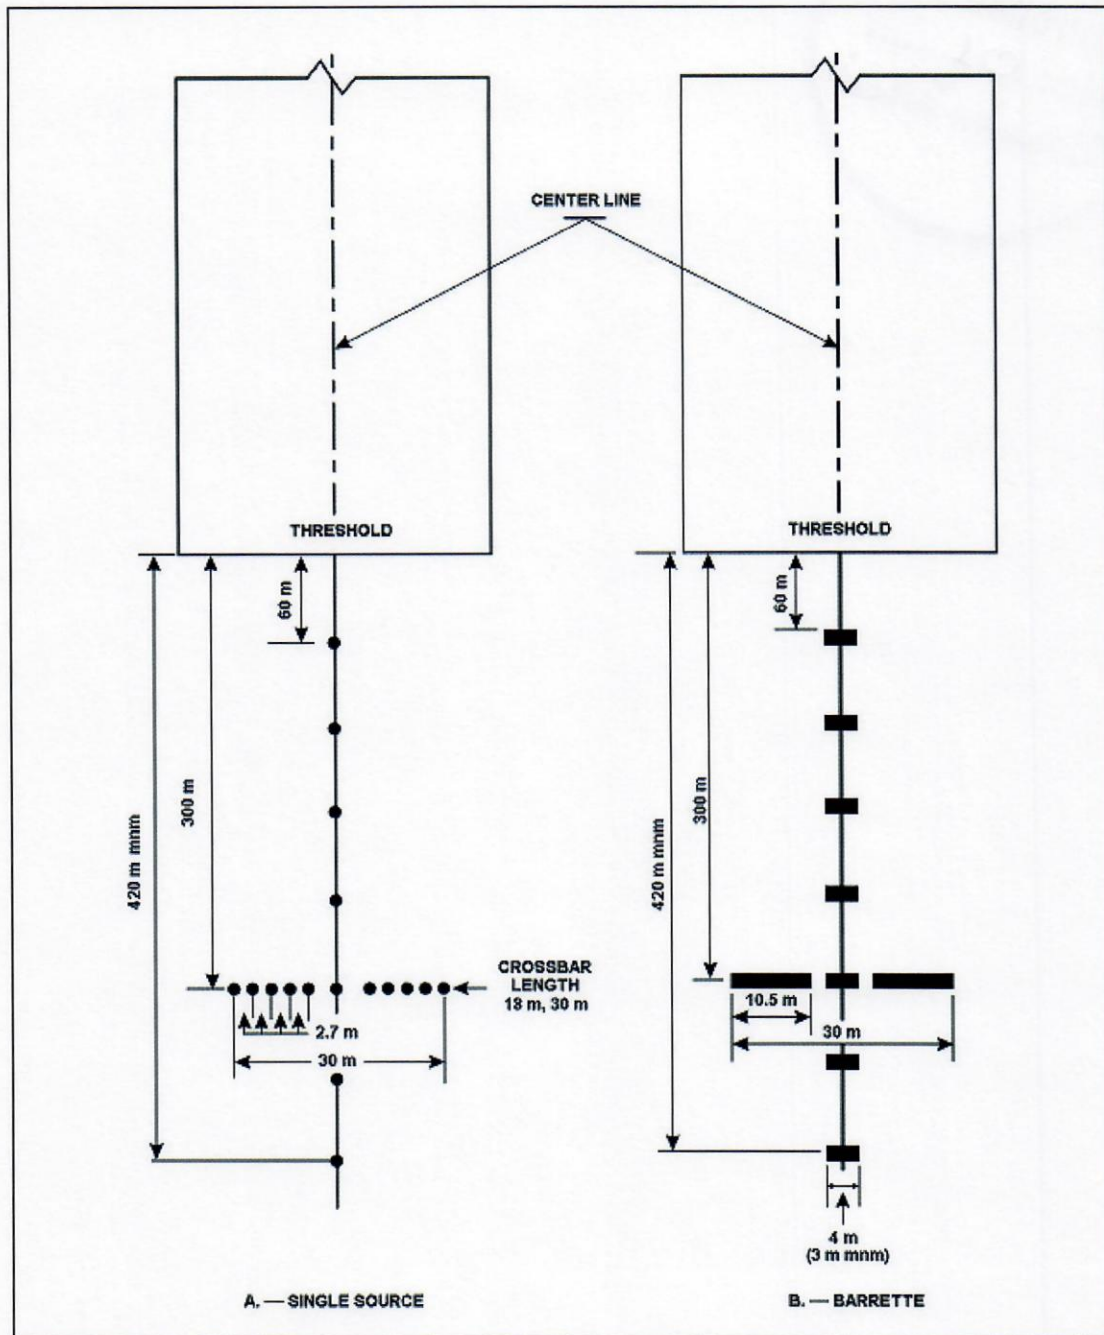 CENTER LINE
THRESHOLD
THRESHOLD
60 m
60 m
300 m
300 m
420 m mnm
420 m mnm
CROSSBAR
LENGTH
18 m, 30 m
2.7 m
30 m
10.5 m
30 m
4 m
(3 m mnm)
A. — SINGLE SOURCE
B. — BARRETTE